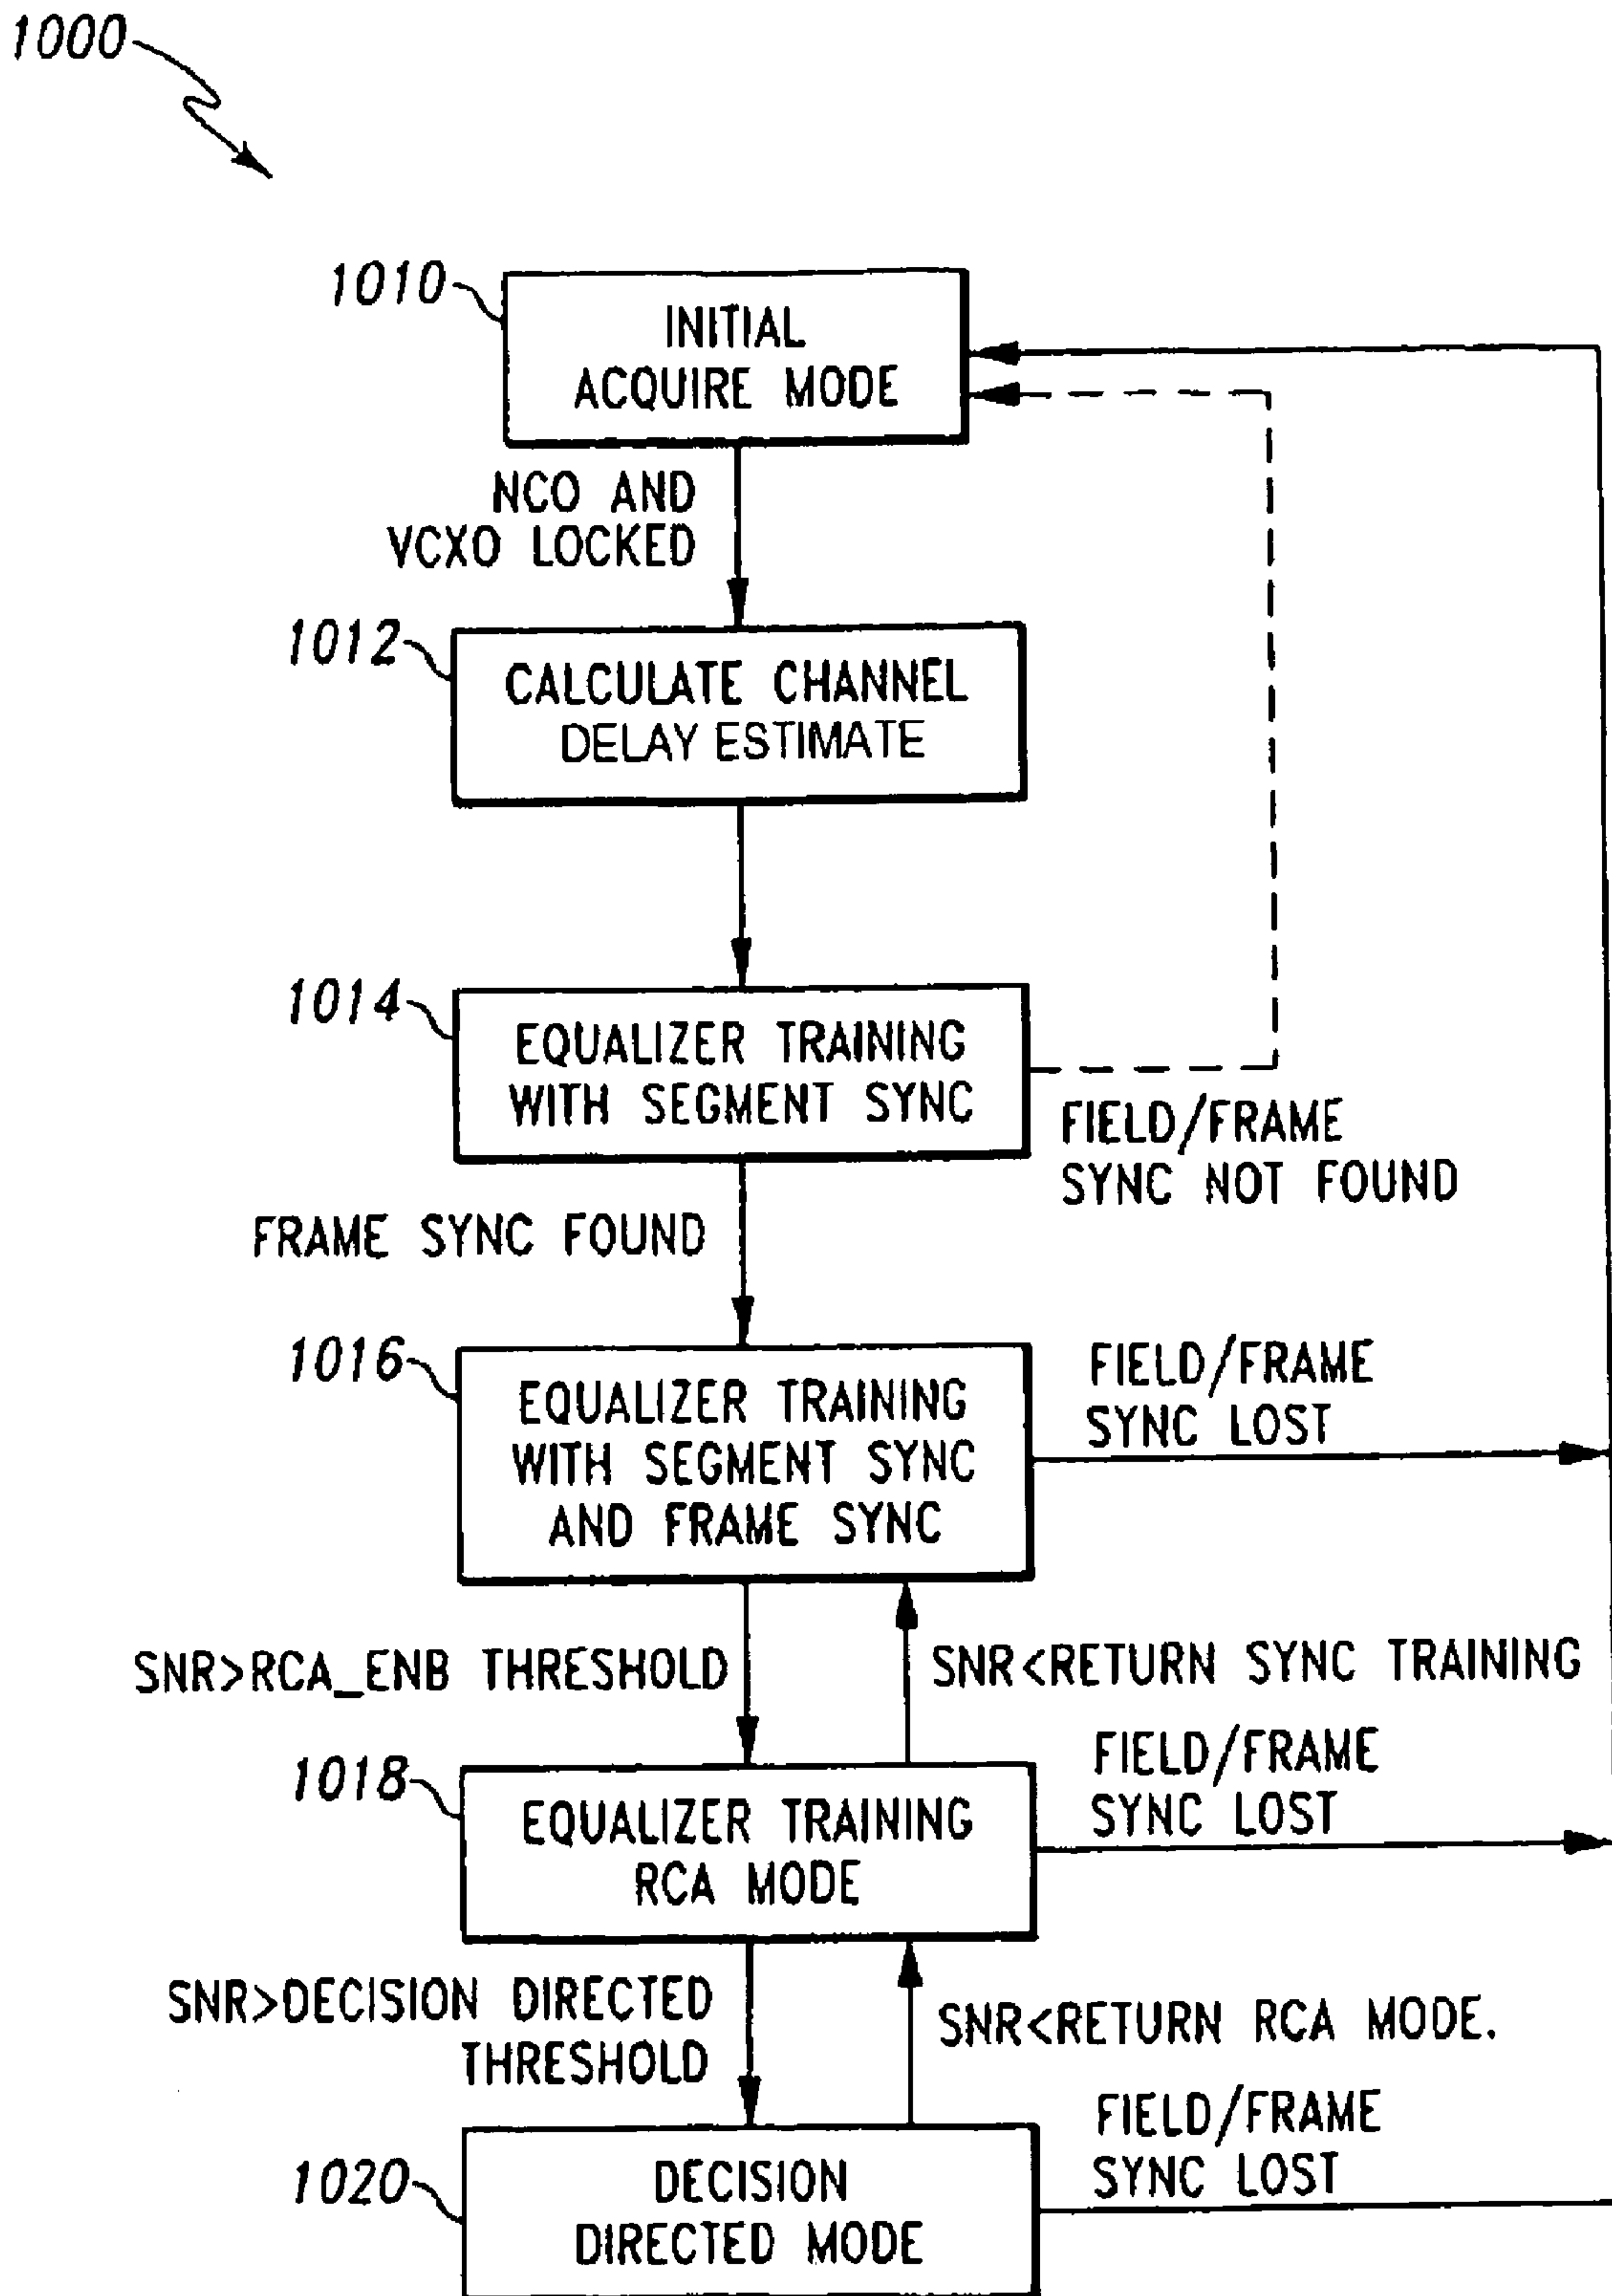 1000
1010
INITIAL
ACQUIRE MODE
NCO AND
VCXO LOCKED
1012
CALCULATE CHANNEL
DELAY ESTIMATE
1014
EQUALIZER TRAINING
WITH SEGMENT SYNC
FIELD/FRAME
SYNC NOT FOUND
FRAME SYNC FOUND
1016
EQUALIZER TRAINING
WITH SEGMENT SYNC
AND FRAME SYNC
FIELD/FRAME
SYNC LOST
SNR>RCA_ENB THRESHOLD
SNR<RETURN SYNC TRAINING
1018
EQUALIZER TRAINING
RCA MODE
FIELD/FRAME
SYNC LOST
SNR>DECISION DIRECTED
THRESHOLD
SNR<RETURN RCA MODE.
1020
DECISION
DIRECTED MODE
FIELD/FRAME
SYNC LOST